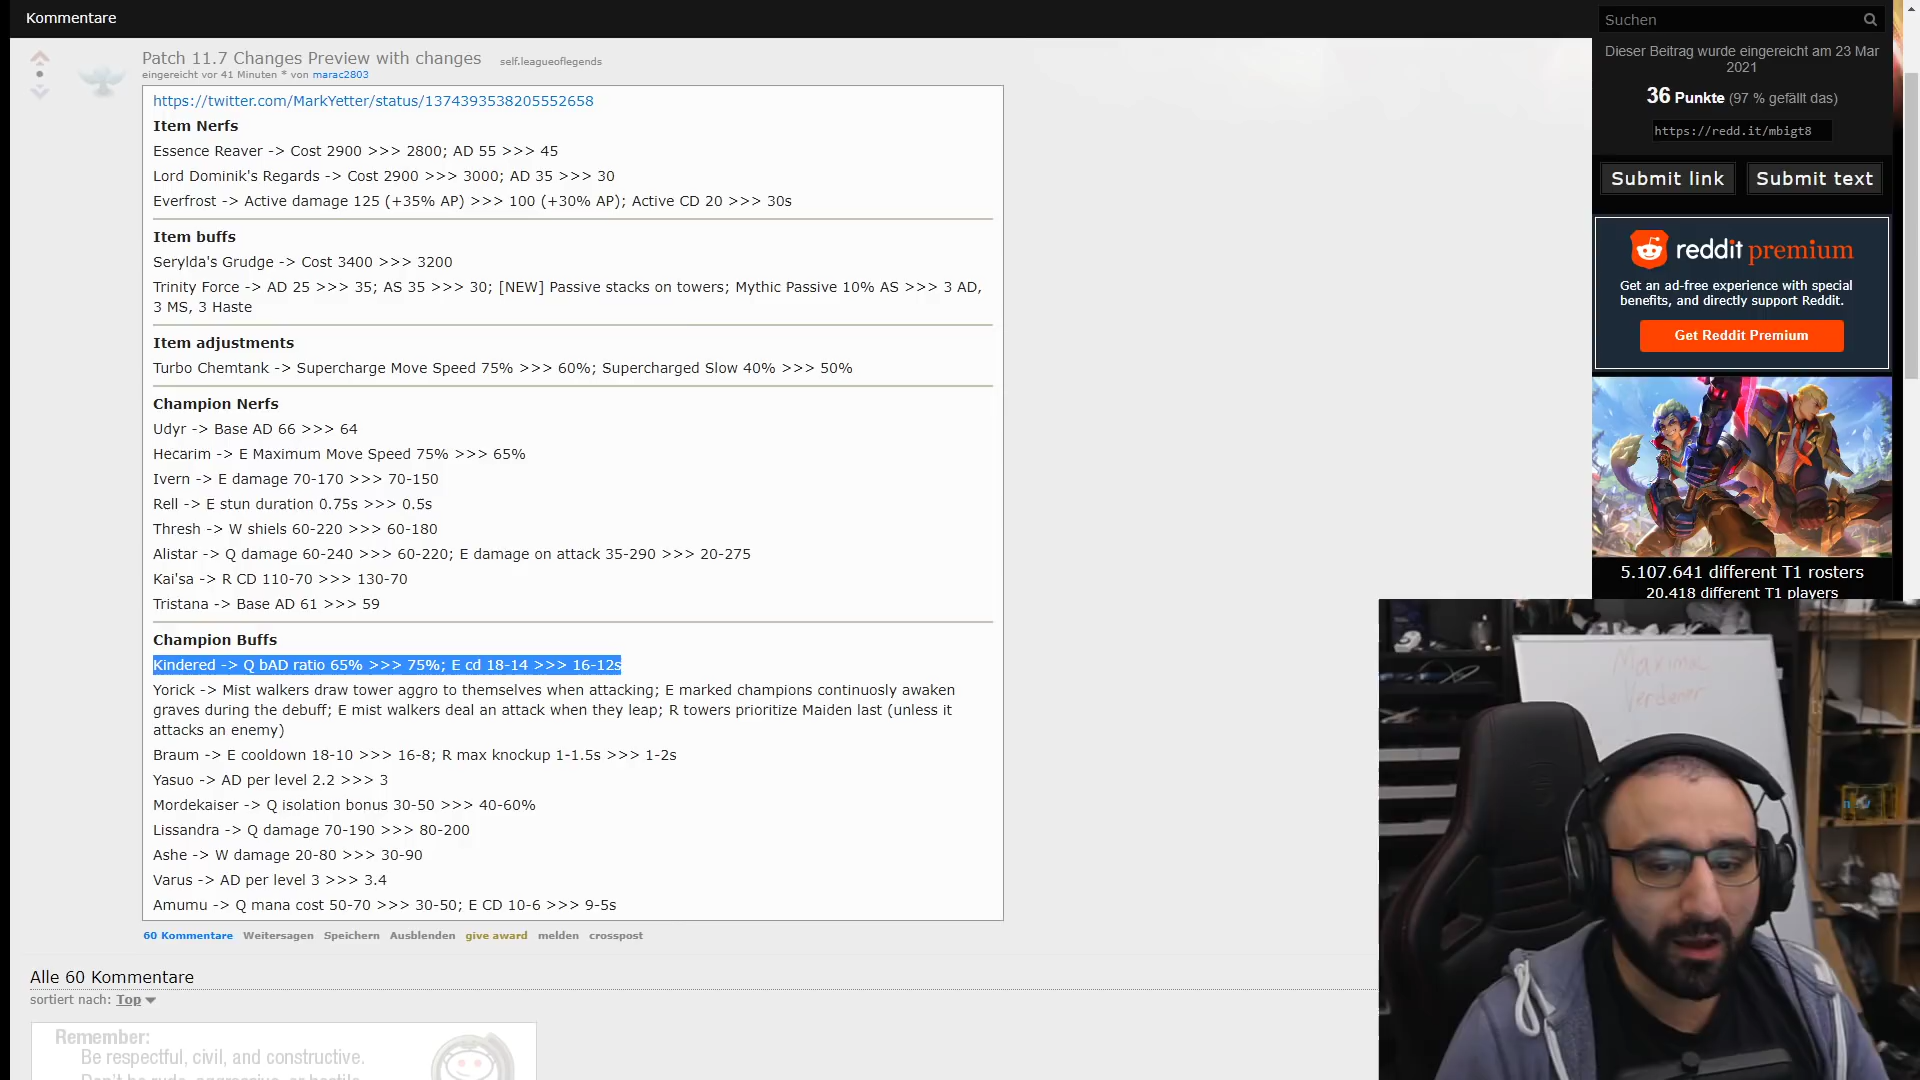 Kommentare
Suchen
Patch 11.7 Changes Preview with changes self.leagueoflegends
eingereicht vor 41 Minuten * von marac2803
https://twitter.com/MarkYetter/status/1374393538205552658
Item Nerfs
Essence Reaver -> Cost 2900 >>> 2800; AD 55 >>> 45
Lord Dominik's Regards -> Cost 2900 >>> 3000; AD 35 >>> 30
Everfrost -> Active damage 125 (+35% AP) >>> 100 (+30% AP); Active CD 20 >>> 30s
Item buffs
Serylda's Grudge -> Cost 3400 >>> 3200
Trinity Force -> AD 25 >>> 35; AS 35 >>> 30; [NEW] Passive stacks on towers; Mythic Passive 10% AS >>> 3 AD,
3 MS, 3 Haste
Item adjustments
Turbo Chemtank -> Supercharge Move Speed 75% >>> 60%; Supercharged Slow 40% >>> 50%
Champion Nerfs
Udyr -> Base AD 66 >>> 64
Hecarim -> E Maximum Move Speed 75% >>> 65%
Ivern -> E damage 70-170 >>> 70-150
Rell -> E stun duration 0.75s >>> 0.5s
Thresh -> W shiels 60-220 >>> 60-180
Alistar -> Q damage 60-240 >>> 60-220; E damage on attack 35-290 >>> 20-275
Kai'sa -> R CD 110-70 >>> 130-70
Tristana -> Base AD 61 >>> 59
Champion Buffs
Kindered -> Q bAD ratio 65% >>> 75%; E cd 18-14 >>> 16-12s
Yorick -> Mist walkers draw tower aggro to themselves when attacking; E marked champions continuosly awaken
graves during the debuff; E mist walkers deal an attack when they leap; R towers prioritize Maiden last (unless it
attacks an enemy)
Braum -> E cooldown 18-10 >>> 16-8; R max knockup 1-1.5s >>> 1-2s
Yasuo -> AD per level 2.2 >>> 3
Mordekaiser -> Q isolation bonus 30-50 >>> 40-60%
Lissandra -> Q damage 70-190 >>> 80-200
Ashe -> W damage 20-80 >>> 30-90
Varus -> AD per level 3 >>> 3.4
Amumu -> Q mana cost 50-70 >>> 30-50; E CD 10-6 >>> 9-5s
60 Kommentare Weitersagen Speichern Ausblenden give award melden crosspost
Alle 60 Kommentare
sortiert nach: Top
Remember:
Be respectful, civil, and constructive.
Dieser Beitrag wurde eingereicht am 23 Mar
2021
36 Punkte (97 % gefällt das)
https://redd.it/mbigt8
Submit link
Submit text
reddit premium
Get an ad-free experience with special
benefits, and directly support Reddit.
Get Reddit Premium
5.107.641 different T1 rosters
20.418 different T1 players